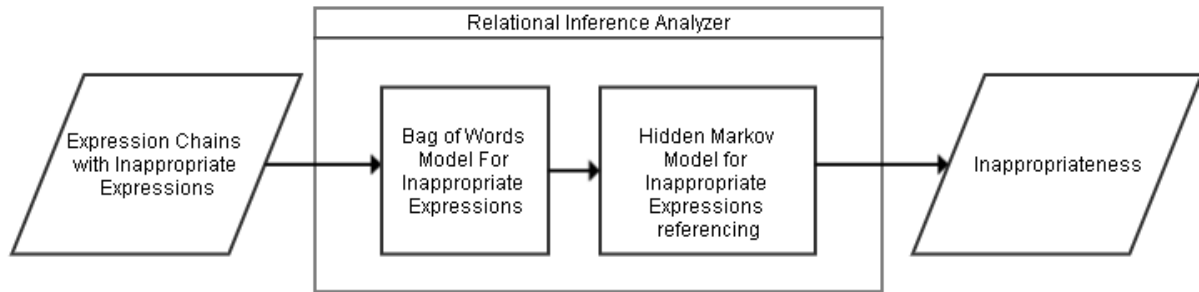 Relational Inference Analyzer
Expression Chains
with Inappropriate
Expressions
Bag of Words
Model For
Inappropriate
Expressions
Hidden Markov
Model for
Inappropriate
Expressions
referencing
Inappropriateness